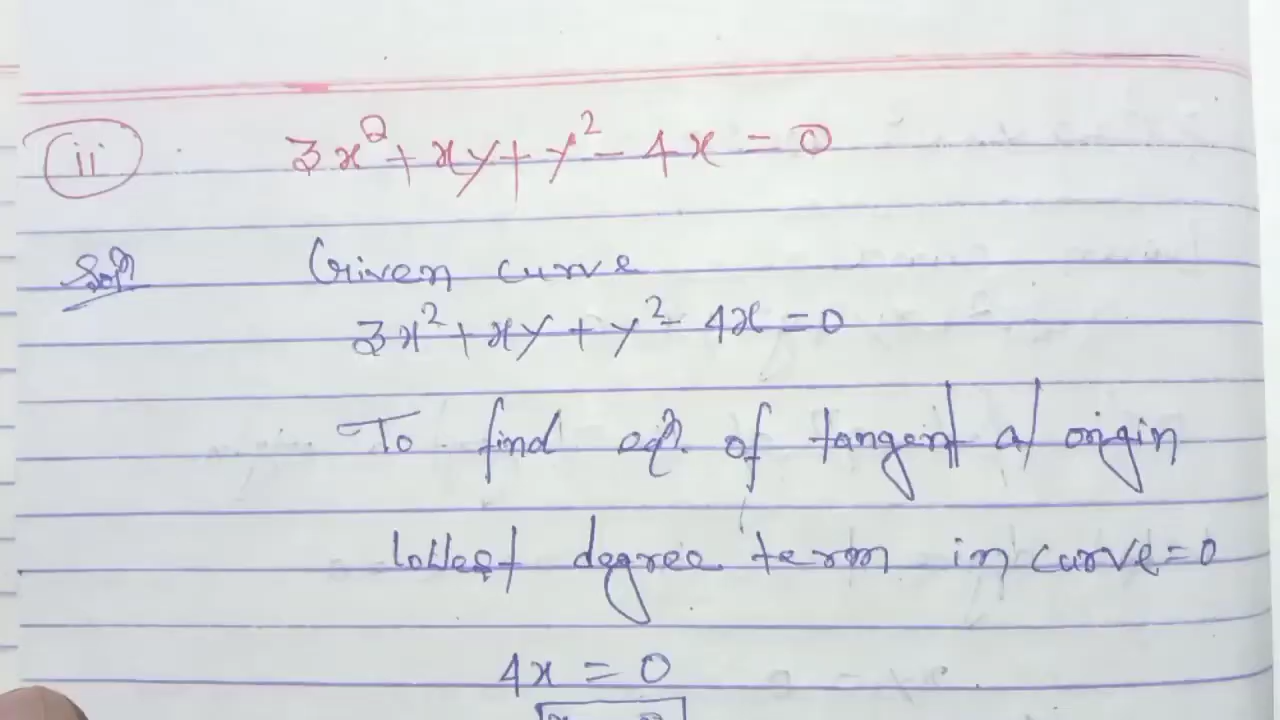 ii 3x² + xy + y² - 4x = 0
Solⁿ Given curve
3x² + xy + y² - 4x = 0
To find eqⁿ. of tangent at origin
lowest degree term in curve = 0
4x = 0